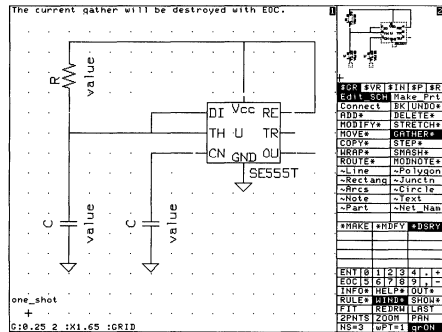 The current gather will be destroyed with EOC.
R
value
DI Vcc RE
TH U TR
CN GND OU
SE555T
C
value
C
value
one_shot
G:0.25 2 :X1.65 :GRID
$GR $VR $IN $P $R
Edit SCH Make_Prt
Connect BK UNDO*
ADD* DELETE*
MODIFY* STRETCH*
MOVE* GATHER*
COPY* STEP*
WRAP* SMASH*
ROUTE* MODNOTE*
~Line ~Polygon
~Rectang ~Junctn
~Arcs ~Circle
~Note ~Text
~Part ~Net_Nam
*MAKE *MDFY *DSRY
ENT 0 1 2 3 4 . +
EOC 5 6 7 8 9 , -
INFO* HELP* OUT*
RULE* WIND* SHOW*
FIT REDRW LAST
2PNTS ZOOM PAN
NS=3 wPT=1 grON